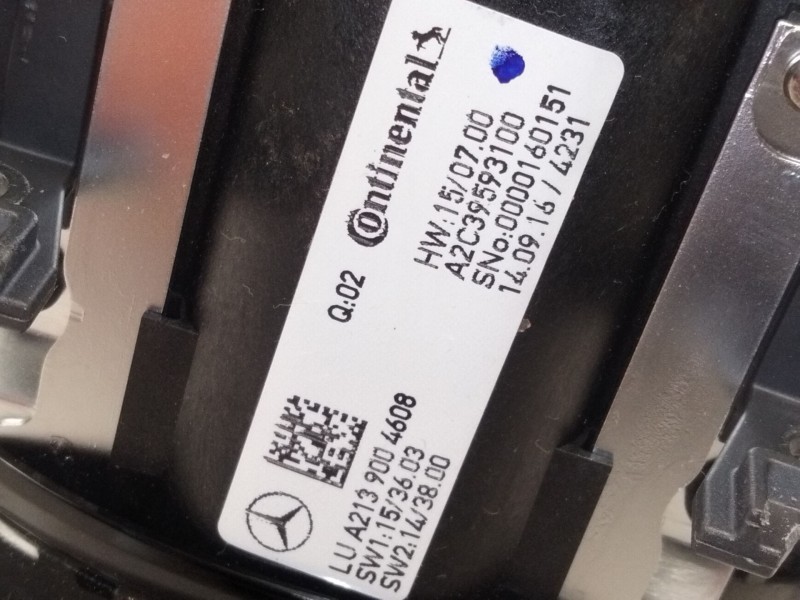 Continental
HW:15/07.00
A2C39593100
SNo:0000160151
14.09.16 / 4231
Q:02
LU A213 900 4608
SW1:15/36.03
SW2:14/38.00